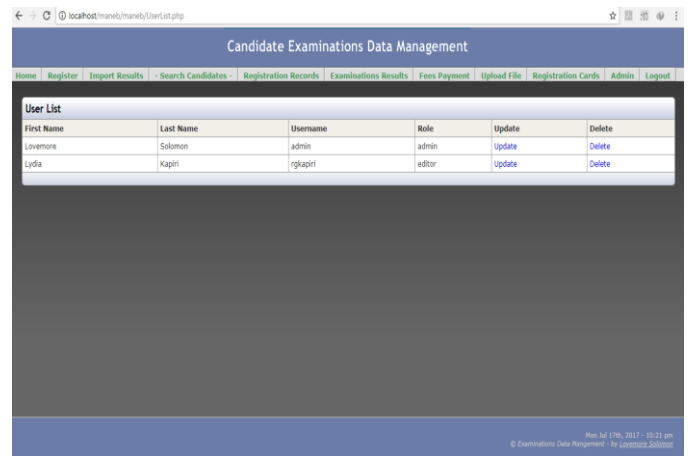 localhost/maneb/maneb/UserList.php
Candidate Examinations Data Management
Home Register Import Results - Search Candidates - Registration Records Examinations Results Fees Payment Upload File Registration Cards Admin Logout
User List
First Name Last Name Username Role Update Delete
Lovemore Solomon admin admin Update Delete
Lydia Kapiri rgkapiri editor Update Delete
Mon Jul 17th, 2017 - 10:21 pm
© Examinations Data Mangement - by Lovemore Solomon